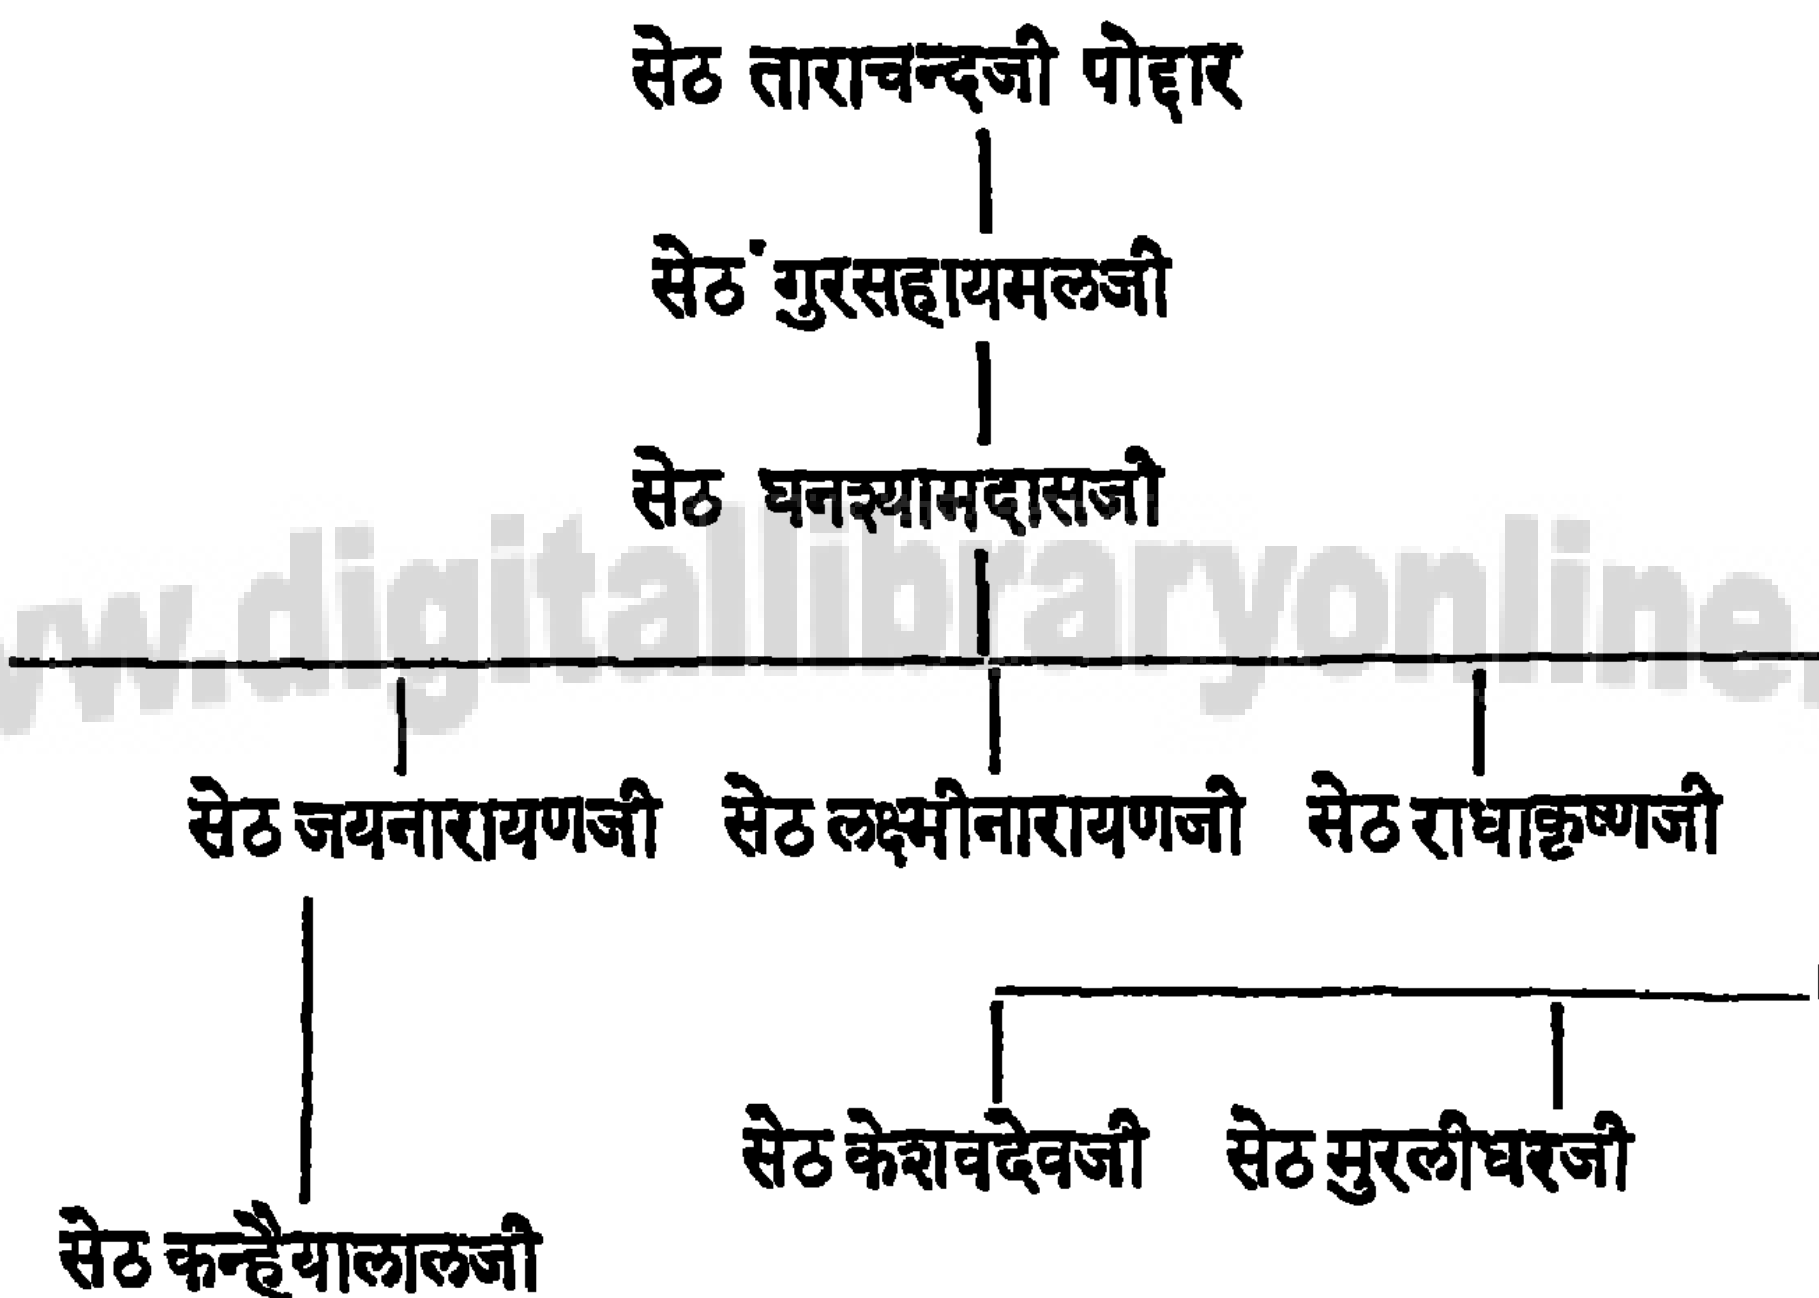 सेठ ताराचन्दजी पोद्दार
सेठ गुरसहायमलजी
सेठ घनश्यामदासजी
www.digitallibraryonline.
सेठ जयनारायणजी सेठ लक्ष्मीनारायणजी सेठ राधाकृष्णजी
सेठ केशवदेवजी सेठ मुरलीधरजी
सेठ कन्हैयालालजी